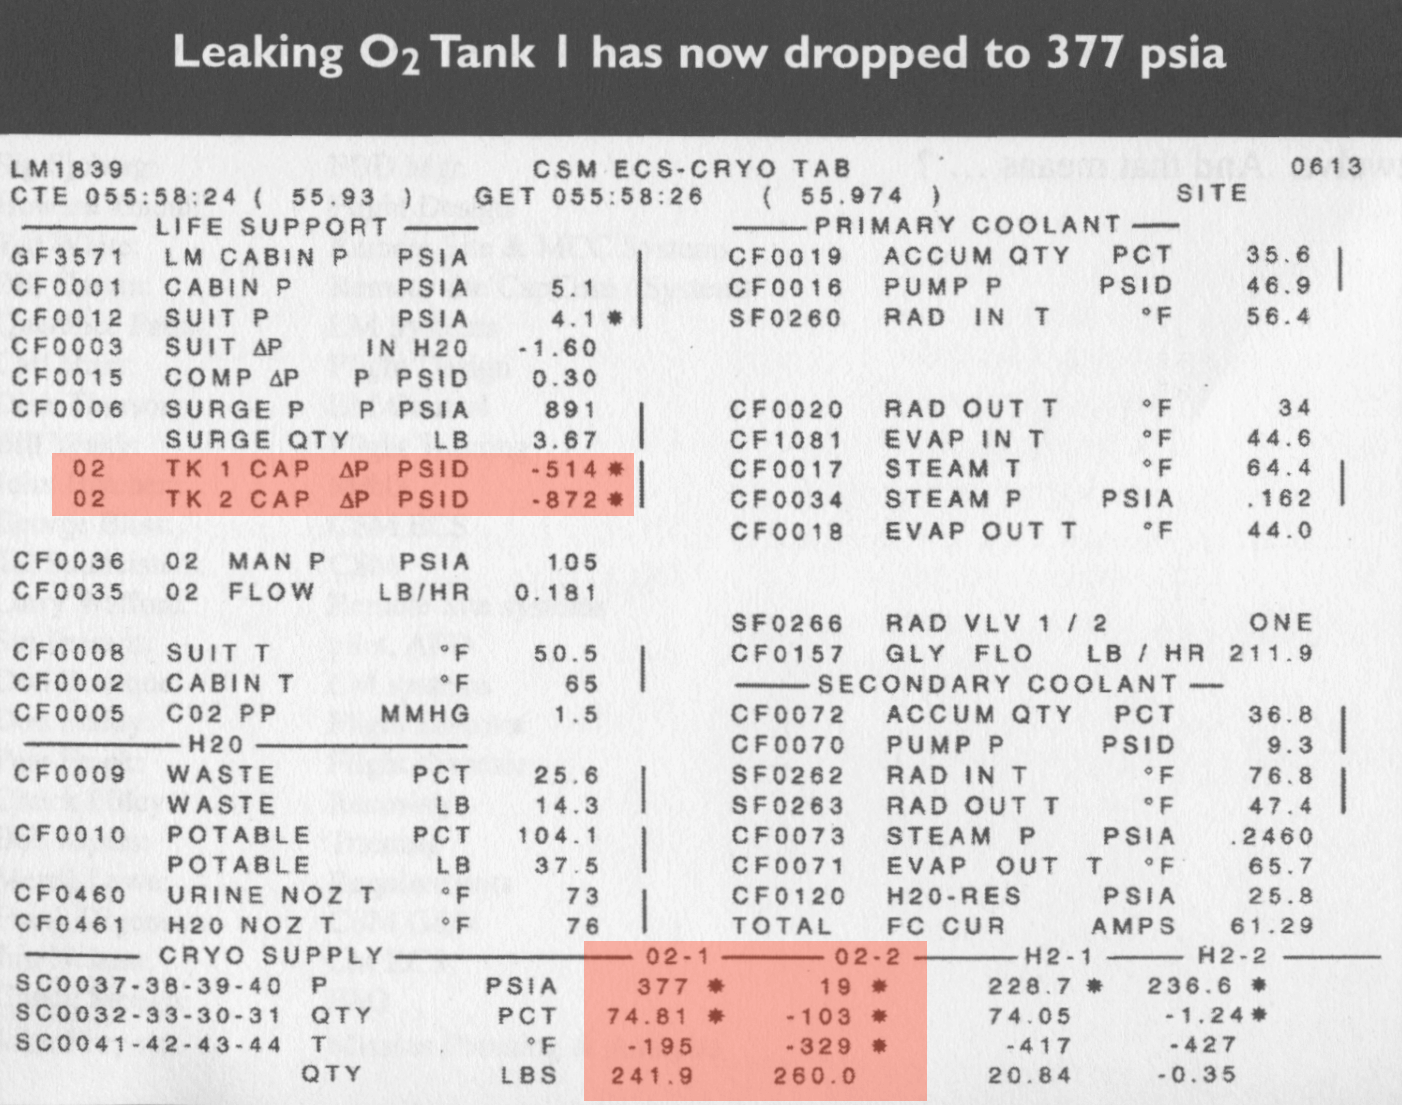 Leaking O₂ Tank 1 has now dropped to 377 psia
LM1839 CSM ECS-CRYO TAB 0613
CTE 055:58:24 ( 55.93 ) GET 055:58:26 ( 55.974 ) SITE
LIFE SUPPORT
GF3571 LM CABIN P PSIA
CF0001 CABIN P PSIA 5.1
CF0012 SUIT P PSIA 4.1 *
CF0003 SUIT ΔP IN H20 -1.60
CF0015 COMP ΔP P PSID 0.30
CF0006 SURGE P PSIA 891
SURGE QTY LB 3.67
02 TK 1 CAP ΔP PSID -514 *
02 TK 2 CAP ΔP PSID -872 *
CF0036 02 MAN P PSIA 105
CF0035 02 FLOW LB/HR 0.181
CF0008 SUIT T °F 50.5
CF0002 CABIN T °F 65
CF0005 C02 PP MMHG 1.5
H20
CF0009 WASTE PCT 25.6
WASTE LB 14.3
CF0010 POTABLE PCT 104.1
POTABLE LB 37.5
CF0460 URINE NOZ T °F 73
CF0461 H20 NOZ T °F 76
PRIMARY COOLANT
CF0019 ACCUM QTY PCT 35.6
CF0016 PUMP P PSID 46.9
SF0260 RAD IN T °F 56.4
CF0020 RAD OUT T °F 34
CF1081 EVAP IN T °F 44.6
CF0017 STEAM T °F 64.4
CF0034 STEAM P PSIA .162
CF0018 EVAP OUT T °F 44.0
SF0266 RAD VLV 1 / 2 ONE
CF0157 GLY FLO LB / HR 211.9
SECONDARY COOLANT
CF0072 ACCUM QTY PCT 36.8
CF0070 PUMP P PSID 9.3
SF0262 RAD IN T °F 76.8
SF0263 RAD OUT T °F 47.4
CF0073 STEAM P PSIA .2460
CF0071 EVAP OUT T °F 65.7
CF0120 H20-RES PSIA 25.8
TOTAL FC CUR AMPS 61.29
CRYO SUPPLY 02-1 02-2 H2-1 H2-2
SC0037-38-39-40 P PSIA 377 * 19 * 228.7 * 236.6 *
SC0032-33-30-31 QTY PCT 74.81 * -103 * 74.05 -1.24 *
SC0041-42-43-44 T °F -195 -329 * -417 -427
QTY LBS 241.9 260.0 20.84 -0.35